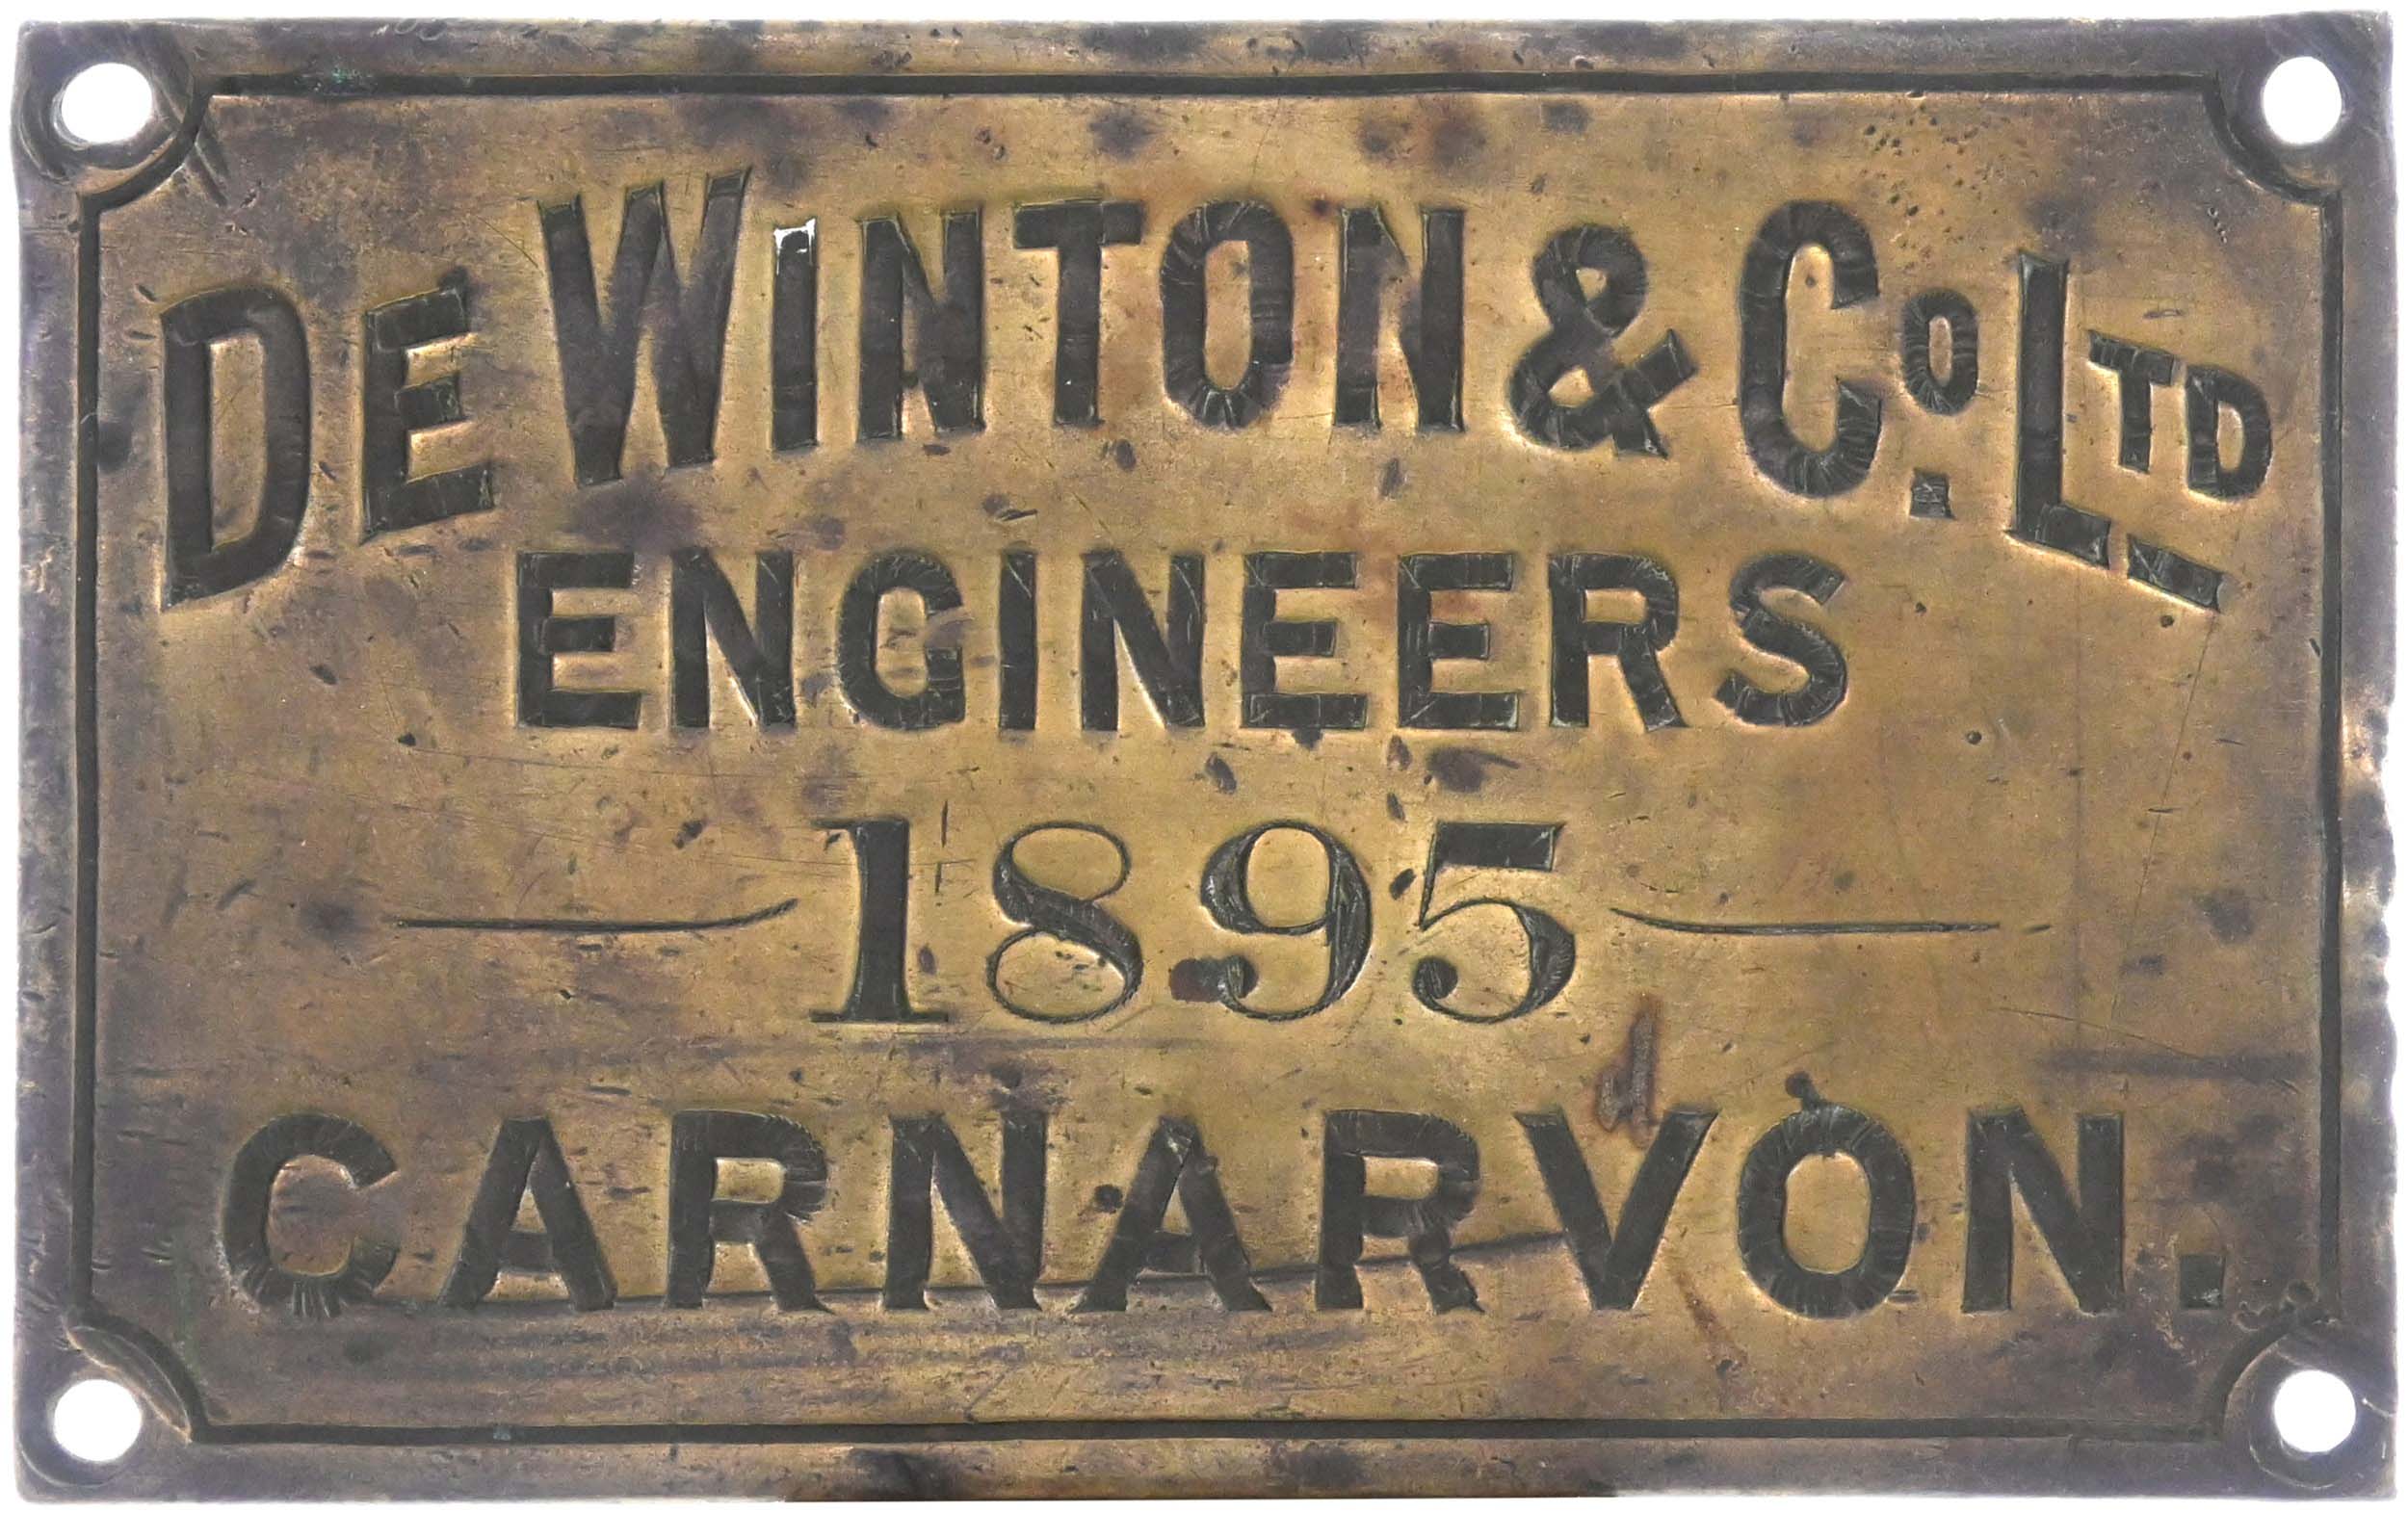 DE WINTON & Co. LTD
ENGINEERS
1895
CARNARVON.